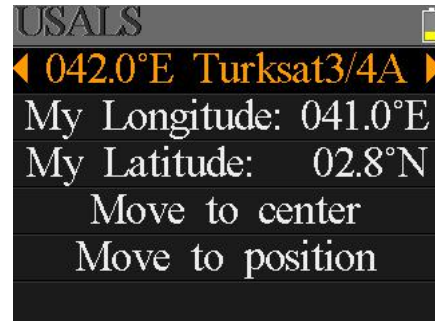 USALS
042.0°E Turksat3/4A
My Longitude: 041.0°E
My Latitude: 02.8°N
Move to center
Move to position